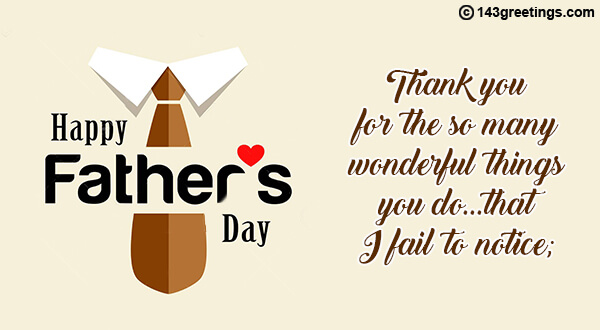 © 143greetings.com
Happy
Father's
Day
Thank you
for the so many
wonderful things
you do...that
I fail to notice;